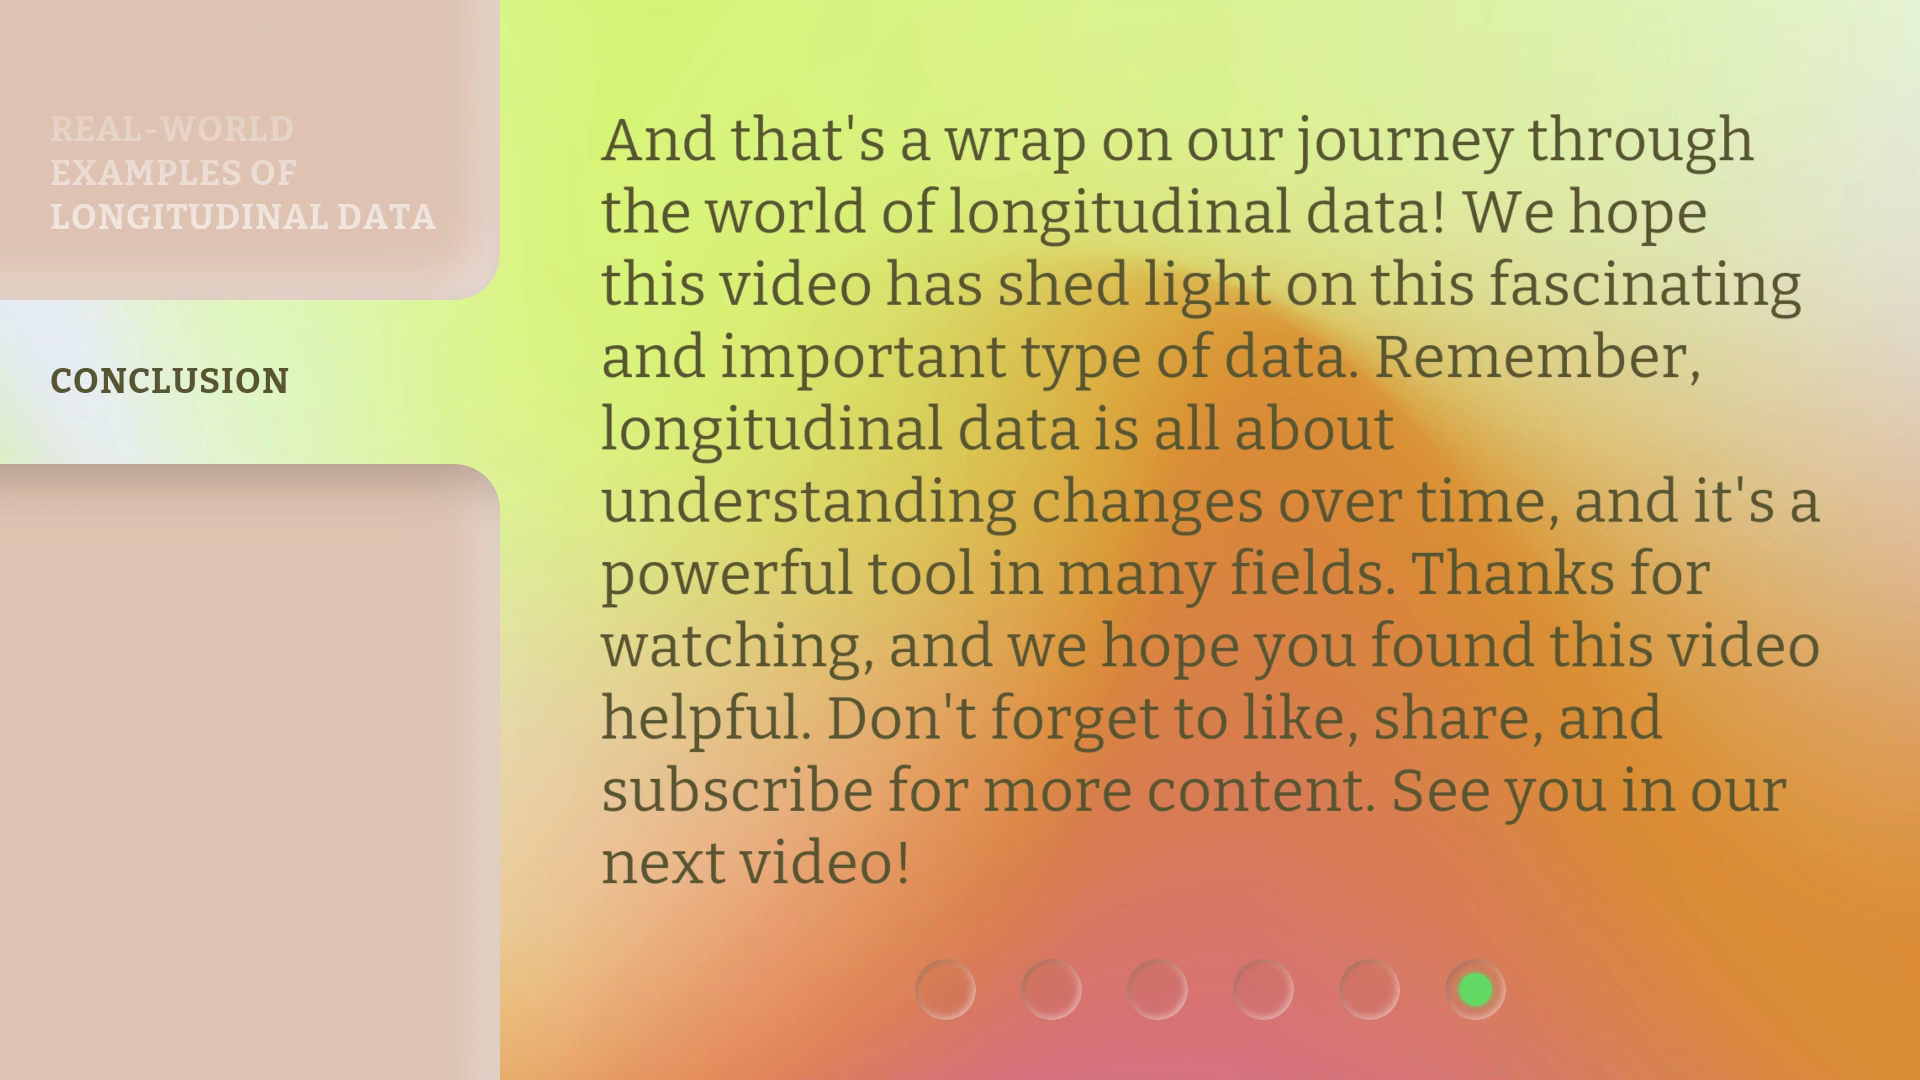 LONGITUDINAL DATA
REAL-WORLD
EXAMPLES OF
LONGITUDINAL DATA
CONCLUSION
And that's a wrap on our journey through
the world of longitudinal data! We hope
this video has shed light on this fascinating
and important type of data. Remember,
longitudinal data is all about
understanding changes over time, and it's a
powerful tool in many fields. Thanks for
watching, and we hope you found this video
helpful. Don't forget to like, share, and
subscribe for more content. See you in our
next video!